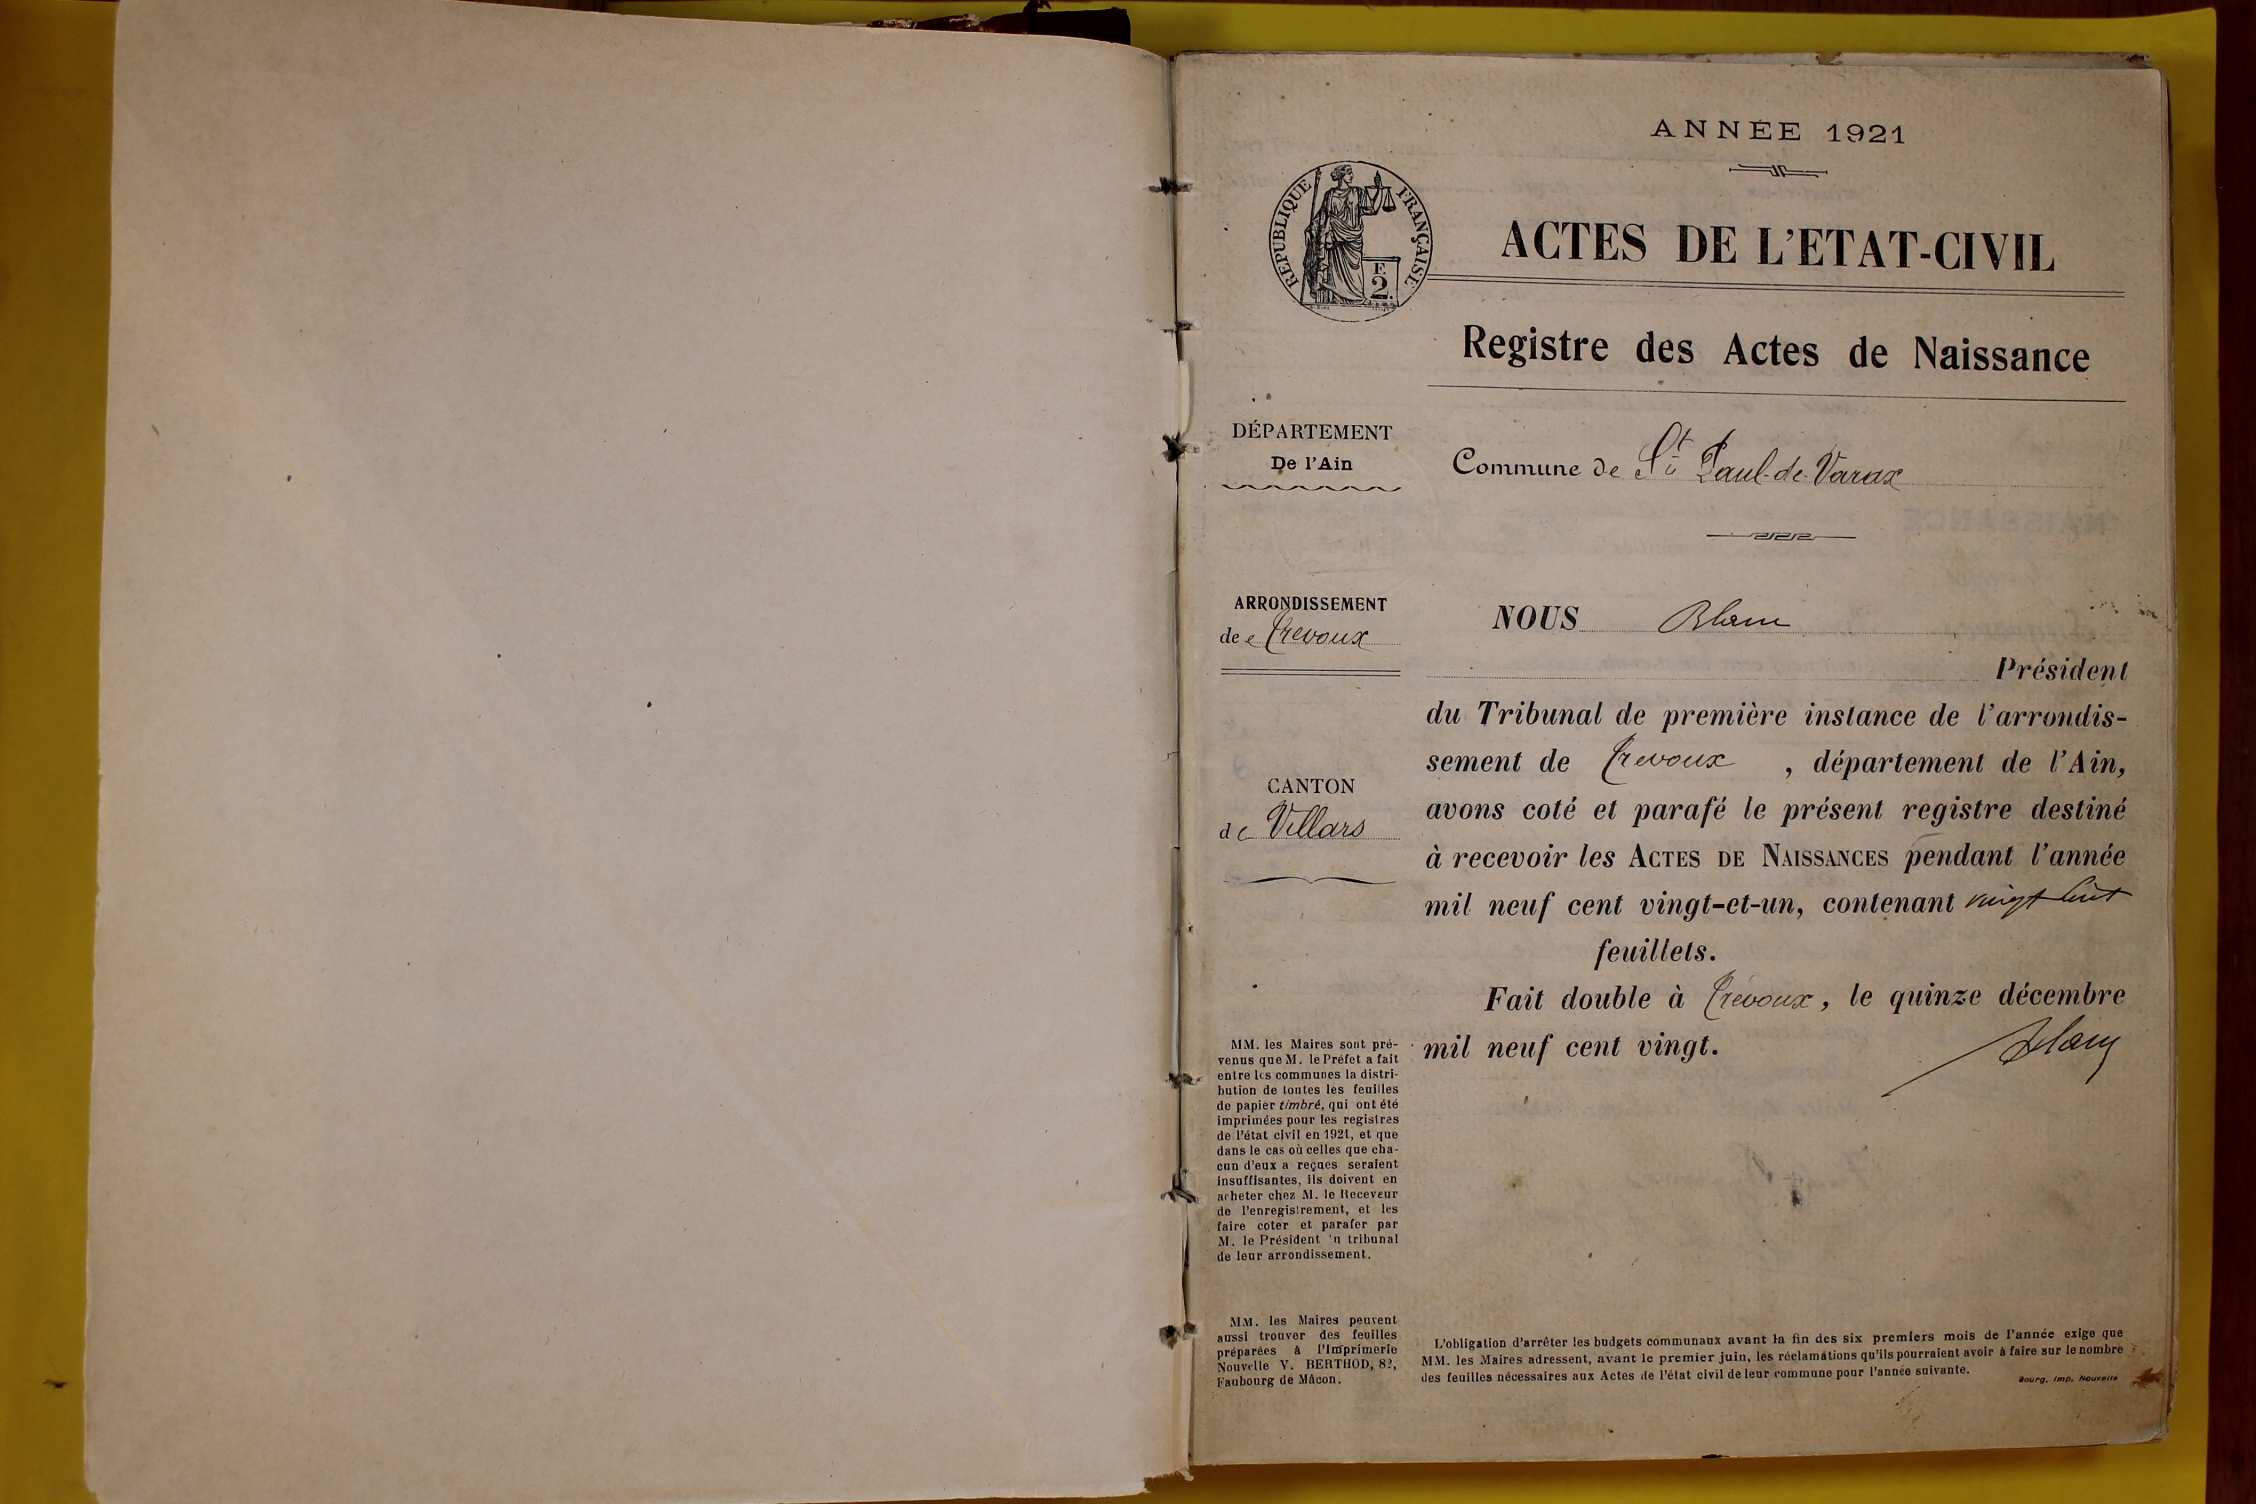 ANNÉE 1921
RÉPUBLIQUE FRANÇAISE
E
2.
ACTES DE L'ETAT-CIVIL
Registre des Actes de Naissance
DÉPARTEMENT
De l'Ain
Commune de St Paul-de-Varax
ARRONDISSEMENT
de Trevoux
CANTON
de Villars
NOUS Blanc
Président
du Tribunal de première instance de l'arrondis-
sement de Trevoux , département de l'Ain,
avons coté et parafé le présent registre destiné
à recevoir les ACTES DE NAISSANCES pendant l'année
mil neuf cent vingt-et-un, contenant vingt huit
feuillets.
Fait double à Trévoux, le quinze décembre
mil neuf cent vingt.
Blanc
MM. les Maires sont pré-
venus que M. le Préfet a fait
entre les communes la distri-
bution de toutes les feuilles
de papier timbré, qui ont été
imprimées pour les registres
de l'état civil en 1921, et que
dans le cas où celles que cha-
cun d'eux a reçues seraient
insuffisantes, ils doivent en
acheter chez M. le Receveur
de l'enregistrement, et les
faire coter et parafer par
M. le Président 'u tribunal
de leur arrondissement.
MM. les Maires peuvent
aussi trouver des feuilles
préparées à l'Imprimerie
Nouvelle V. BERTHOD, 82,
Faubourg de Mâcon.
L'obligation d'arrêter les budgets communaux avant la fin des six premiers mois de l'année exige que
MM. les Maires adressent, avant le premier juin, les réclamations qu'ils pourraient avoir à faire sur le nombre
des feuilles nécessaires aux Actes de l'état civil de leur commune pour l'année suivante.
Bourg. Imp. Nouvelle